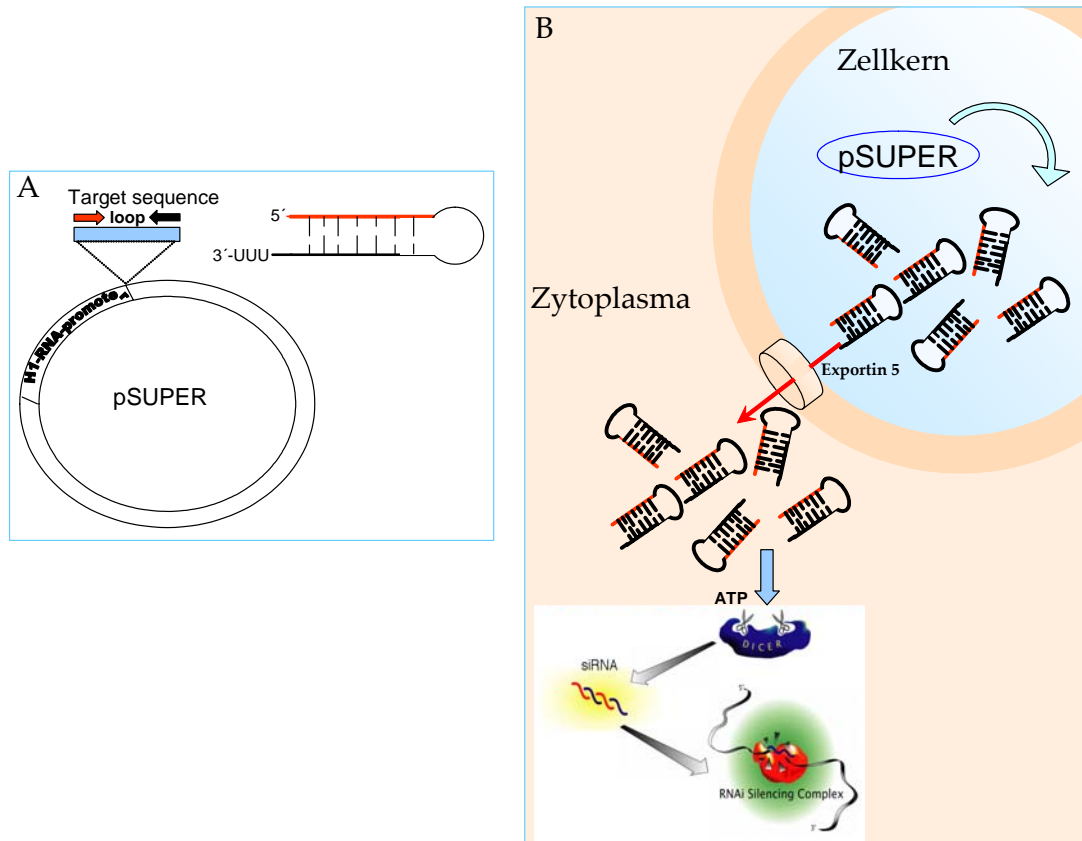 A
Target sequence
loop
5´
3´-UUU
H1-RNA-promoter
pSUPER
B
Zellkern
pSUPER
Zytoplasma
Exportin 5
ATP
DICER
siRNA
RNAi Silencing Complex